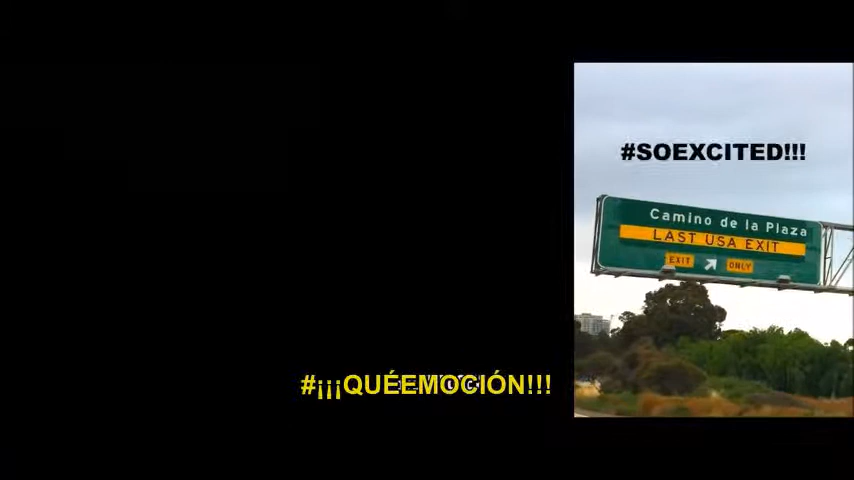 #SOEXCITED!!!
Camino de la Plaza
LAST USA EXIT
EXIT ONLY
#¡¡¡QUÉEMOCIÓN!!!